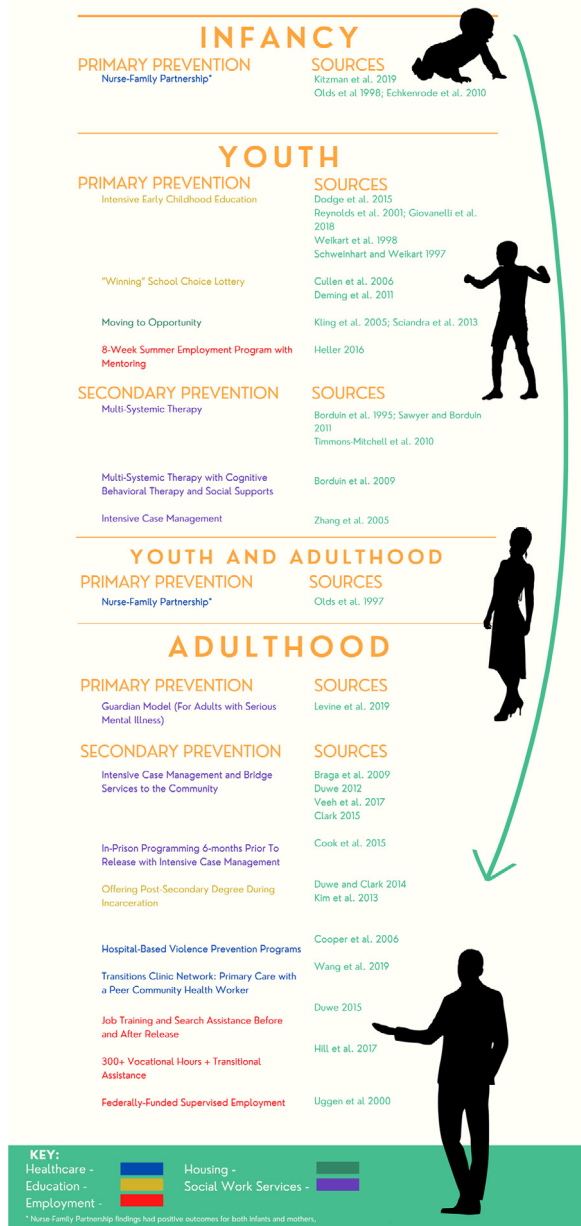 INFANCY
PRIMARY PREVENTION
Nurse-Family Partnership*
SOURCES
Kitzman et al. 2019
Olds et al 1998; Echkenrode et al. 2010
YOUTH
PRIMARY PREVENTION
SOURCES
Intensive Early Childhood Education
Dodge et al. 2015
Reynolds et al. 2001; Giovanelli et al.
2018
Weikart et al. 1998
Schweinhart and Weikart 1997
"Winning" School Choice Lottery
Cullen et al. 2006
Deming et al. 2011
Moving to Opportunity
Kling et al. 2005; Sciandra et al. 2013
8-Week Summer Employment Program with
Mentoring
Heller 2016
SECONDARY PREVENTION
SOURCES
Multi-Systemic Therapy
Borduin et al. 1995; Sawyer and Borduin
2011
Timmons-Mitchell et al. 2010
Multi-Systemic Therapy with Cognitive
Behavioral Therapy and Social Supports
Borduin et al. 2009
Intensive Case Management
Zhang et al. 2005
YOUTH AND ADULTHOOD
PRIMARY PREVENTION
SOURCES
Nurse-Family Partnership*
Olds et al. 1997
ADULTHOOD
PRIMARY PREVENTION
SOURCES
Guardian Model (For Adults with Serious
Mental Illness)
Levine et al. 2019
SECONDARY PREVENTION
SOURCES
Intensive Case Management and Bridge
Services to the Community
Braga et al. 2009
Duwe 2012
Veeh et al. 2017
Clark 2015
In-Prison Programming 6-months Prior To
Release with Intensive Case Management
Cook et al. 2015
Offering Post-Secondary Degree During
Incarceration
Duwe and Clark 2014
Kim et al. 2013
Hospital-Based Violence Prevention Programs
Cooper et al. 2006
Transitions Clinic Network: Primary Care with
a Peer Community Health Worker
Wang et al. 2019
Job Training and Search Assistance Before
and After Release
Duwe 2015
300+ Vocational Hours + Transitional
Assistance
Hill et al. 2017
Federally-Funded Supervised Employment
Uggen et al 2000
KEY:
Healthcare -
Education -
Employment -
Housing -
Social Work Services -
* Nurse-Family Partnership findings had positive outcomes for both infants and mothers,